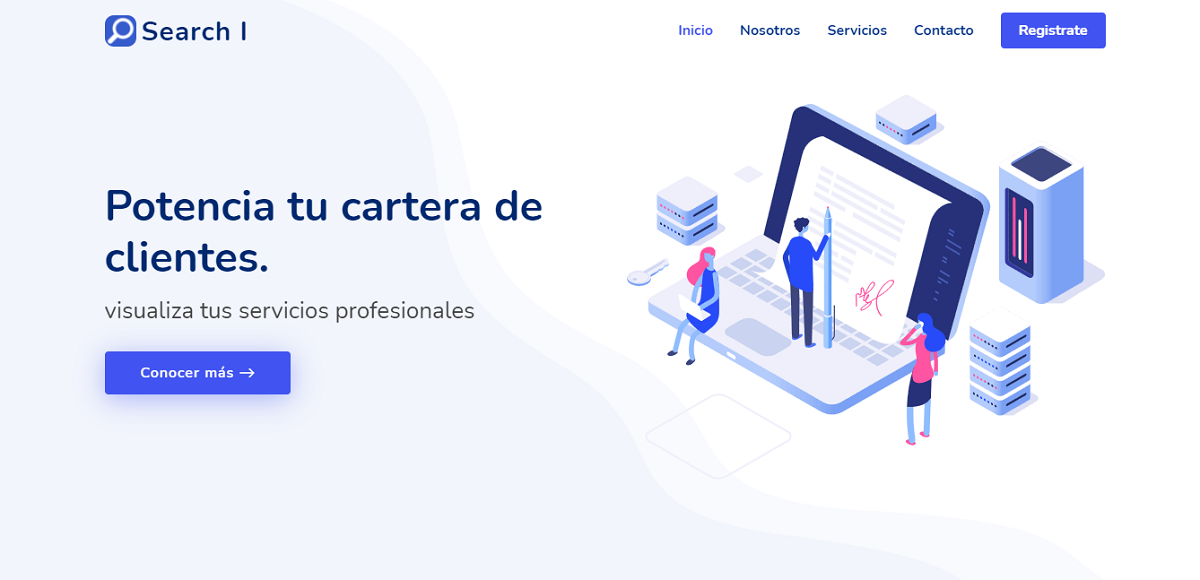 Search I
Inicio Nosotros Servicios Contacto Registrate
Potencia tu cartera de
clientes.
visualiza tus servicios profesionales
Conocer más →